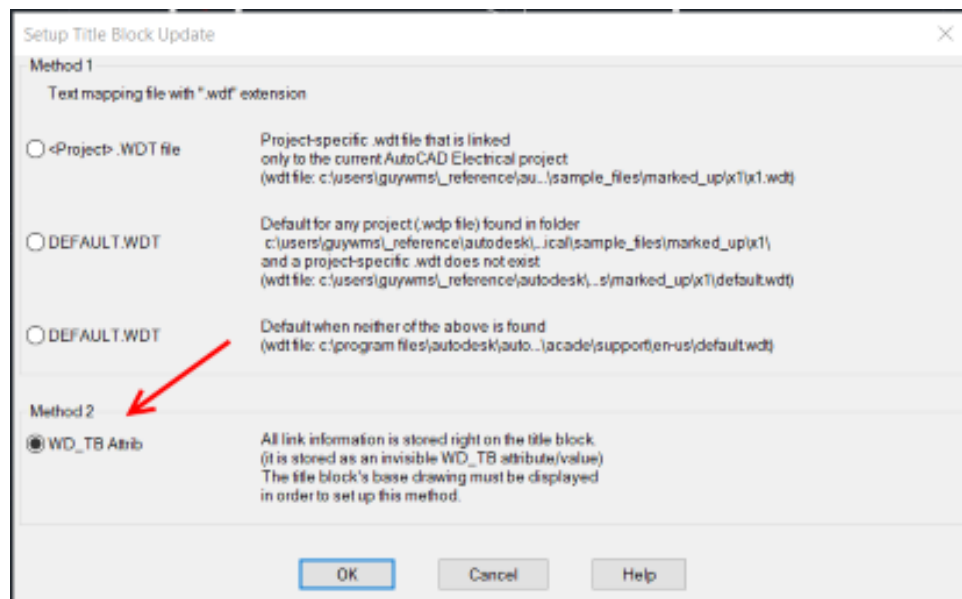 Setup Title Block Update
Method 1
Text mapping file with ".wdt" extension
<Project>.WDT file
Project-specific .wdt file that is linked
only to the current AutoCAD Electrical project
(wdt file: c:\users\guywms\_reference\au...\sample_files\marked_up\x1\x1.wdt)
DEFAULT.WDT
Default for any project (.wdp file) found in folder
c:\users\guywms\_reference\autodesk\,..ical\sample_files\marked_up\x1\
and a project-specific .wdt does not exist
(wdt file: c:\users\guywms\_reference\autodesk\,..s\marked_up\x1\default.wdt)
DEFAULT.WDT
Default when neither of the above is found
(wdt file: c:\program files\autodesk\auto...\acade\support\en-us\default.wdt)
Method 2
WD_TB Attrib
All link information is stored right on the title block
(it is stored as an invisible WD_TB attribute/value)
The title block's base drawing must be displayed
in order to set up this method.
OK
Cancel
Help